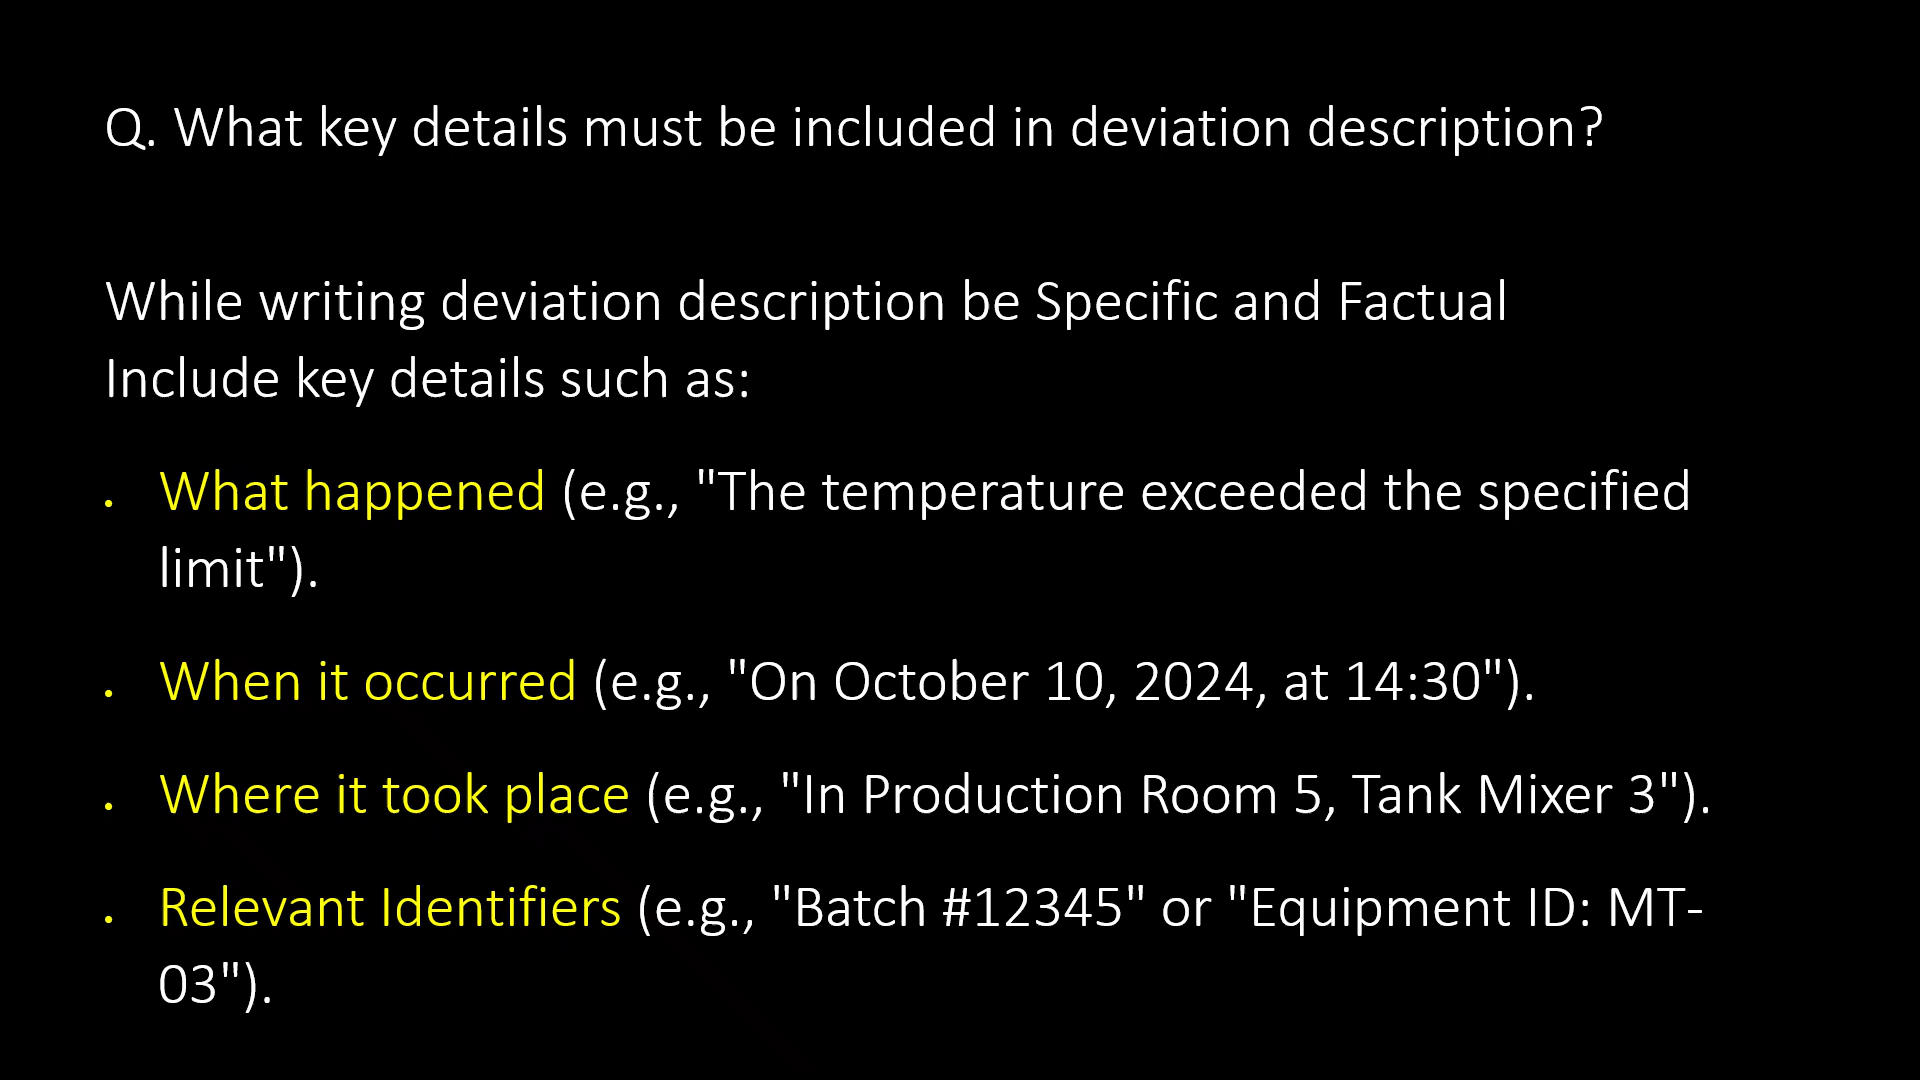 Q. What key details must be included in deviation description?
While writing deviation description be Specific and Factual
Include key details such as:
• What happened (e.g., "The temperature exceeded the specified
limit").
• When it occurred (e.g., "On October 10, 2024, at 14:30").
• Where it took place (e.g., "In Production Room 5, Tank Mixer 3").
• Relevant Identifiers (e.g., "Batch #12345" or "Equipment ID: MT-
03").